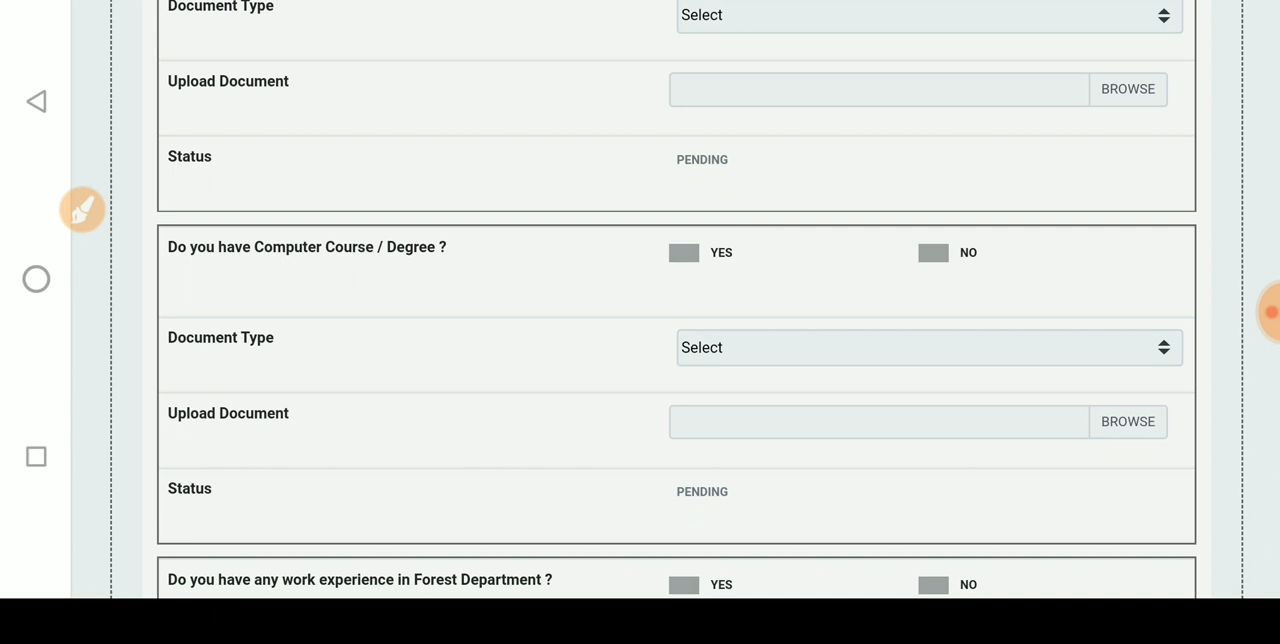 Document Type
Select
Upload Document
BROWSE
Status
PENDING
Do you have Computer Course / Degree ?
YES
NO
Document Type
Select
Upload Document
BROWSE
Status
PENDING
Do you have any work experience in Forest Department ?
YES
NO